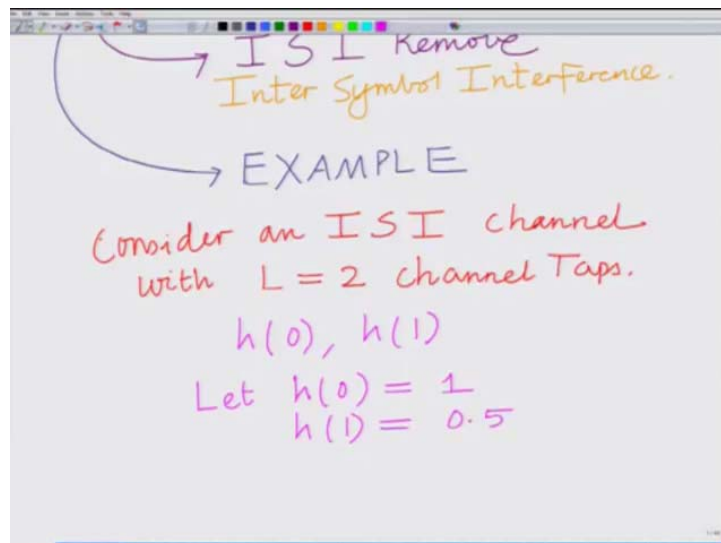 ISI Remove
Inter Symbol Interference.
EXAMPLE
Consider an ISI channel
with L = 2 channel Taps.
h(0), h(1)
Let h(0) = 1
h(1) = 0.5